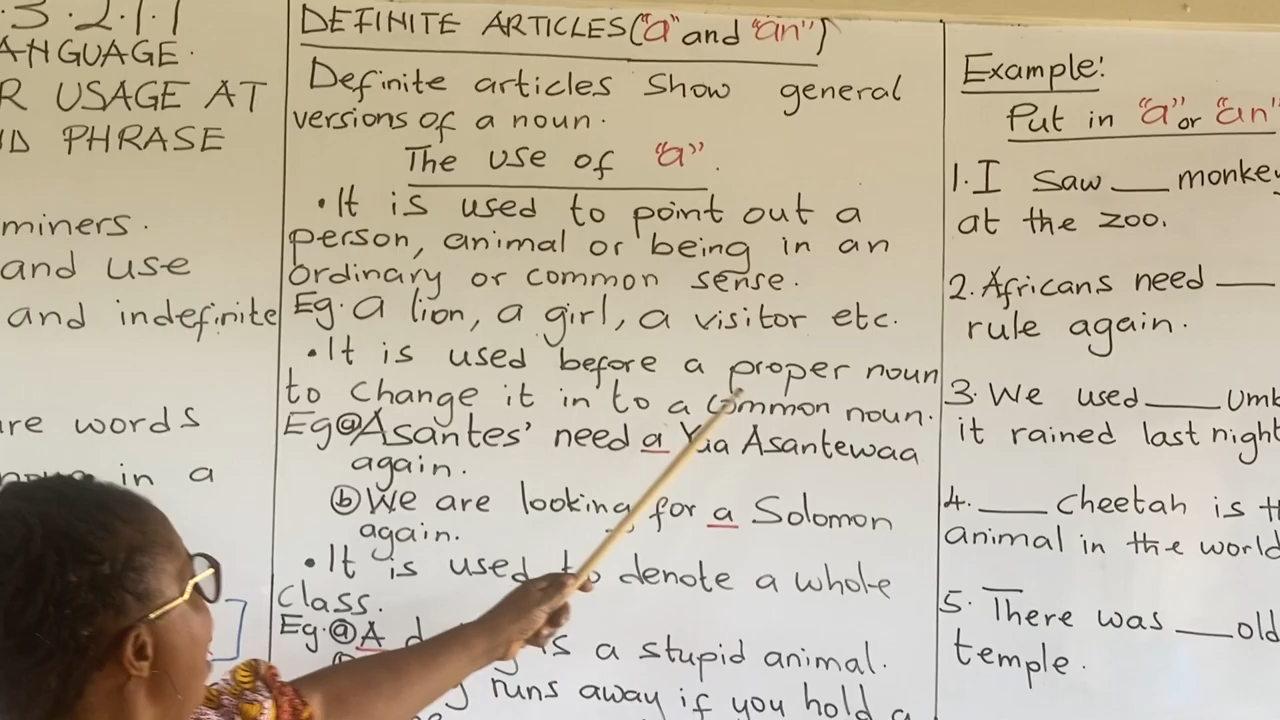 .3.2.1.1
ANGUAGE.
R USAGE AT
ND PHRASE
miners.
and use
and indefinite
are words
in a
DEFINITE ARTICLES("a" and "an")
Definite articles show general
versions of a noun.
The use of "a".
•It is used to point out a
person, animal or being in an
ordinary or common sense.
Eg. a lion, a girl, a visitor etc.
•It is used before a proper noun
to change it in to a common noun.
Eg ⓐ Asantes' need a Yaa Asantewaa
again.
ⓑ We are looking for a Solomon
again.
•It is used to denote a whole
class.
Eg. ⓐ A is a stupid animal.
runs away if you hold a
Example:
Put in "a" or "an"
1. I saw ___ monke
at the zoo.
2. Africans need ___
rule again.
3. We used ___ Umb
it rained last night
4. ___ Cheetah is th
animal in the world
5. There was ___ old
temple.